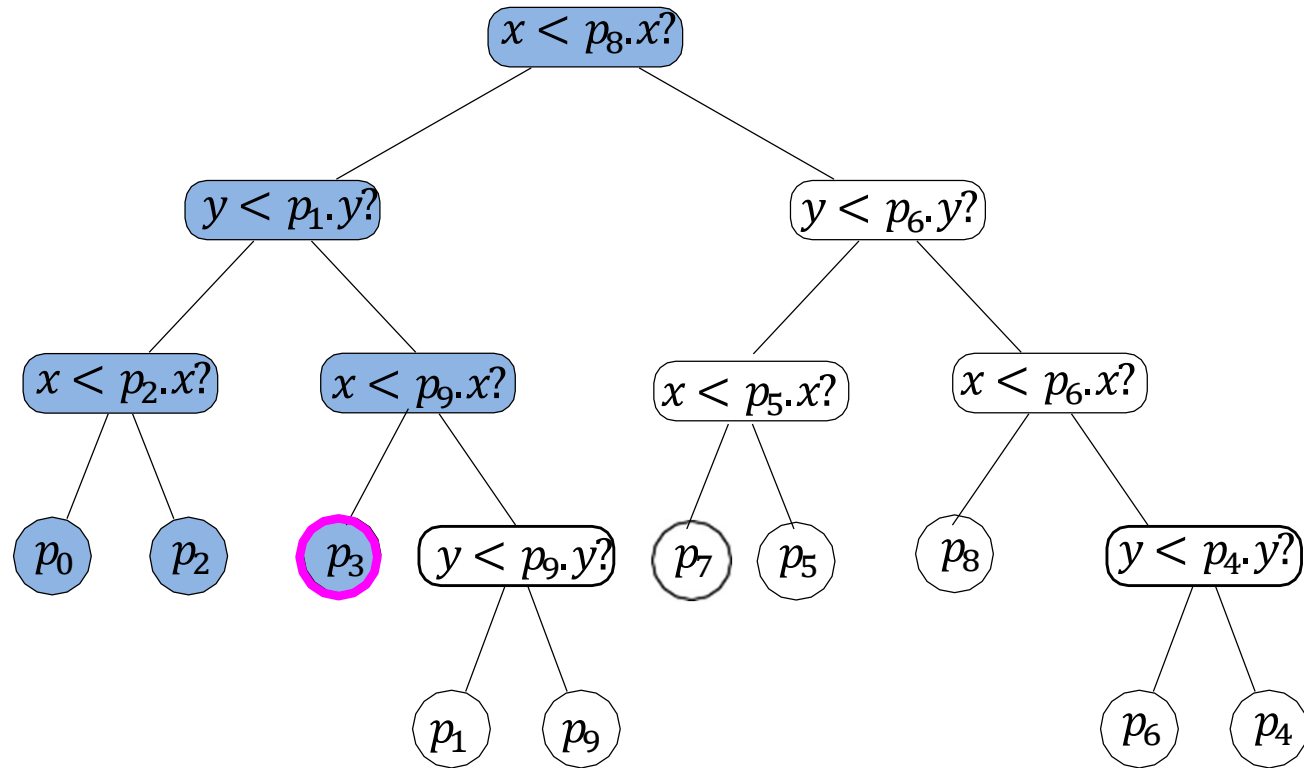 x < p₈.x?
y < p₁.y?
y < p₆.y?
x < p₂.x?
x < p₉.x?
x < p₅.x?
x < p₆.x?
p₀
p₂
p₃
y < p₉.y?
p₇
p₅
p₈
y < p₄.y?
p₁
p₉
p₆
p₄